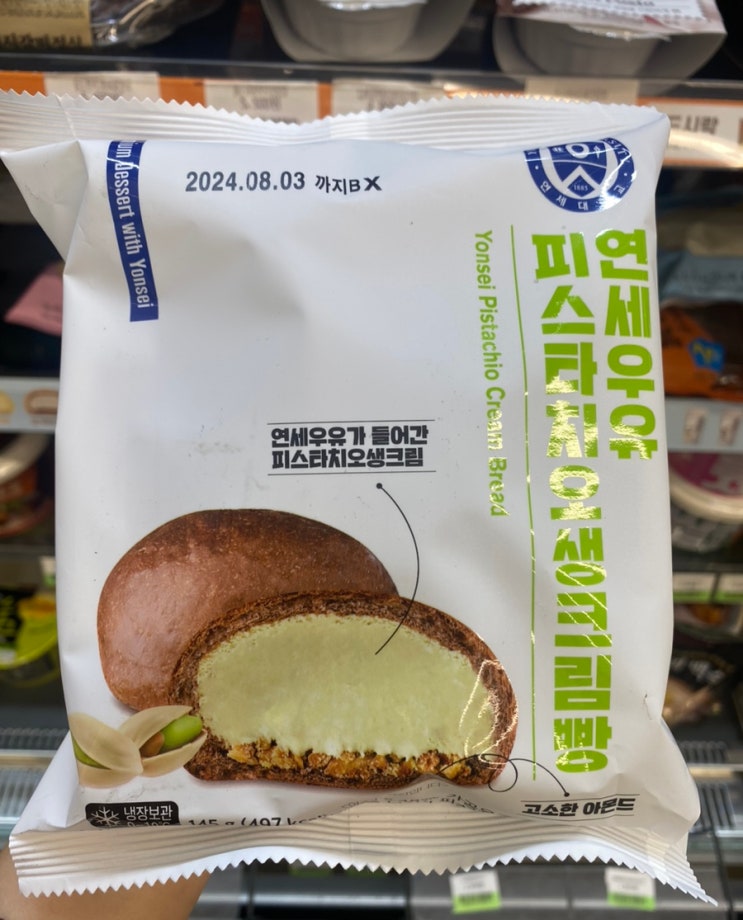 2024.08.03 까지BX
Dessert with Yonsei
1885
연세우유
피스타치오생크림빵
Yonsei Pistachio Cream Bread
연세우유가 들어간
피스타치오생크림
고소한 아몬드
냉장보관